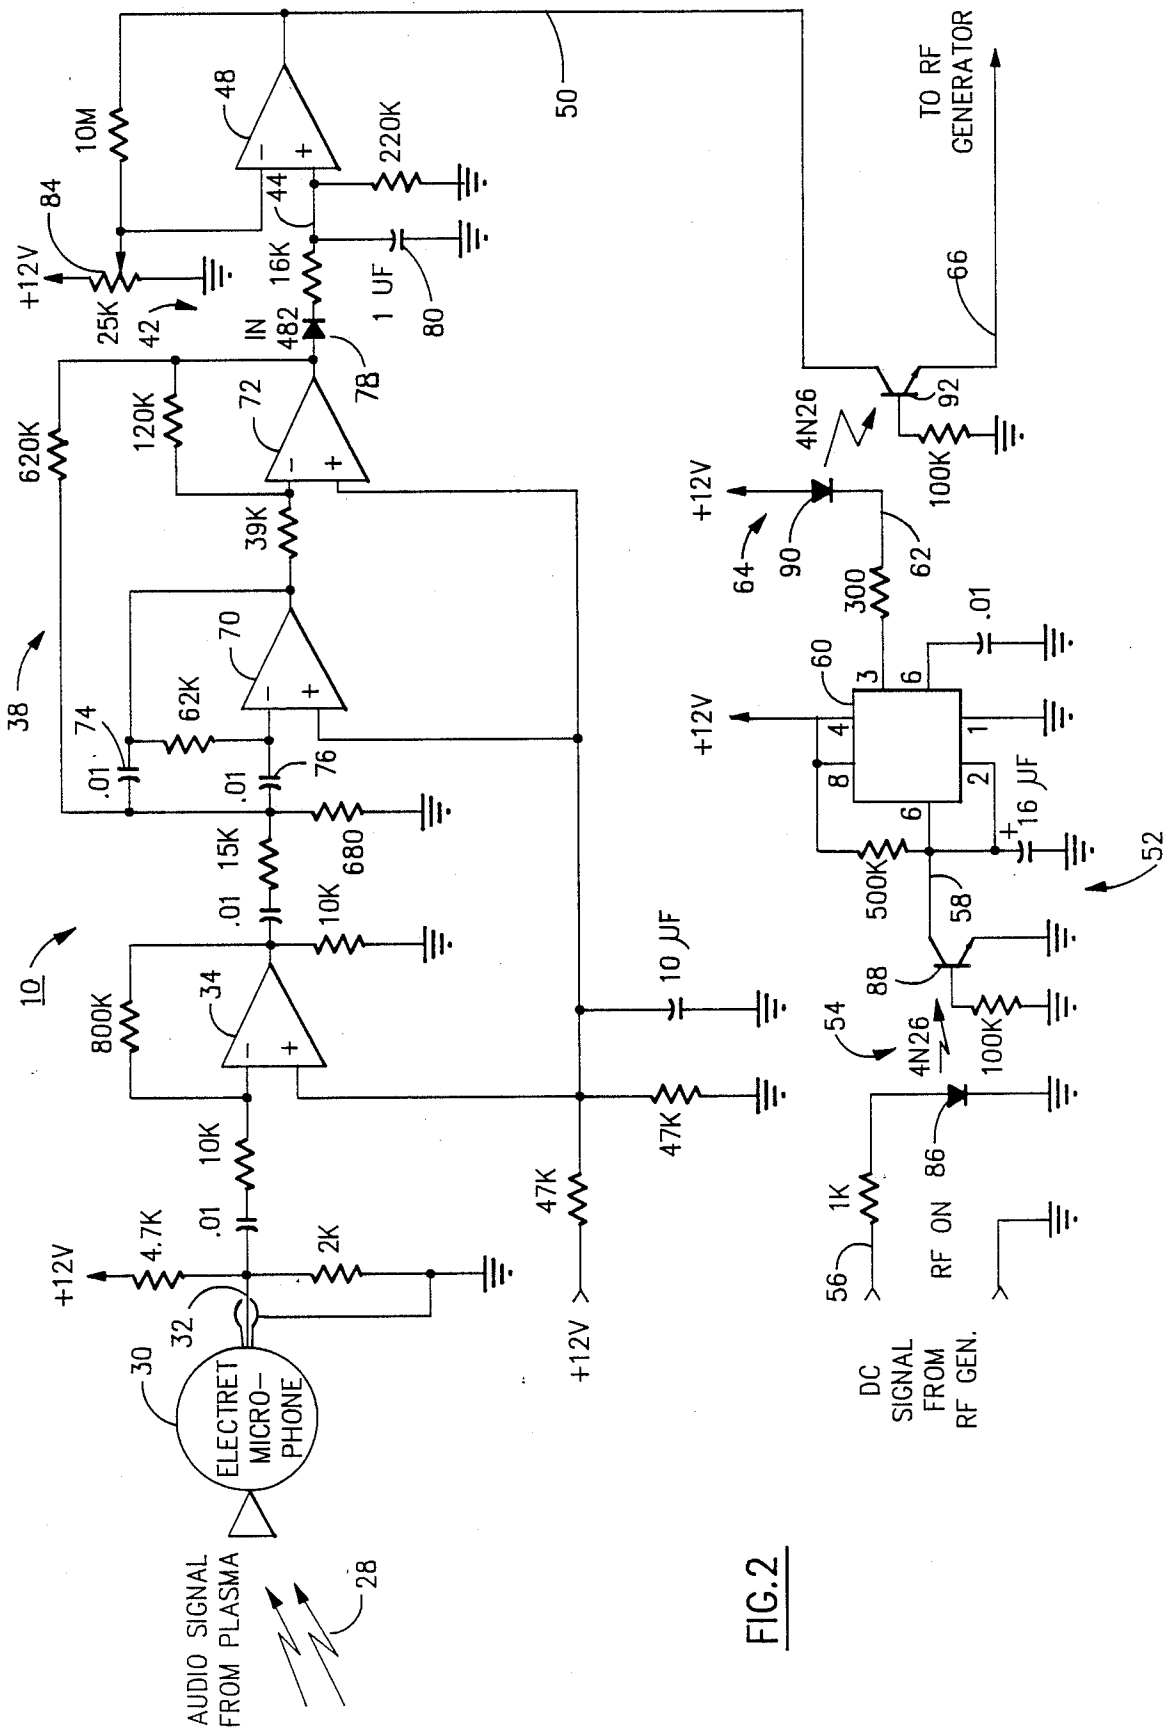 AUDIO SIGNAL
FROM PLASMA
28
30
ELECTRET
MICRO-
PHONE
32
+12V
4.7K
2K
.01
10K
10
800K
34
-
+
10K
.01
15K
680
38
74
.01
62K
.01
76
70
-
+
620K
39K
120K
72
-
+
IN
482
78
42
25K
+12V
84
16K
1 UF
80
44
220K
10M
48
-
+
50
+12V
47K
47K
10 UF
DC
SIGNAL
FROM
RF GEN.
56
1K
RF ON
86
54
4N26
100K
88
58
500K
+
16 UF
52
6
8
4
2
1
3
6
60
+12V
.01
300
62
64
90
+12V
4N26
100K
92
66
TO RF
GENERATOR
FIG.2